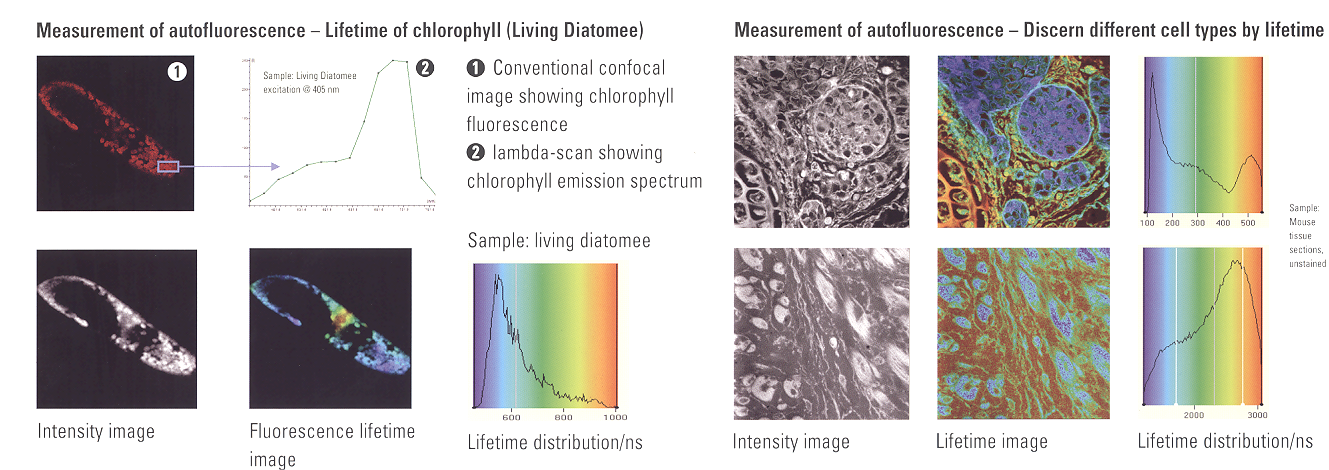 Measurement of autofluorescence – Lifetime of chlorophyll (Living Diatomee)
1
Sample: Living Diatomee
excitation @ 405 nm
2
1 Conventional confocal
image showing chlorophyll
fluorescence
2 lambda-scan showing
chlorophyll emission spectrum
Sample: living diatomee
600 800 1000
Intensity image
Fluorescence lifetime
image
Lifetime distribution/ns
Measurement of autofluorescence – Discern different cell types by lifetime
100 200 300 400 500
Sample:
Mouse
tissue
sections,
unstained
2000 3000
Intensity image
Lifetime image
Lifetime distribution/ns